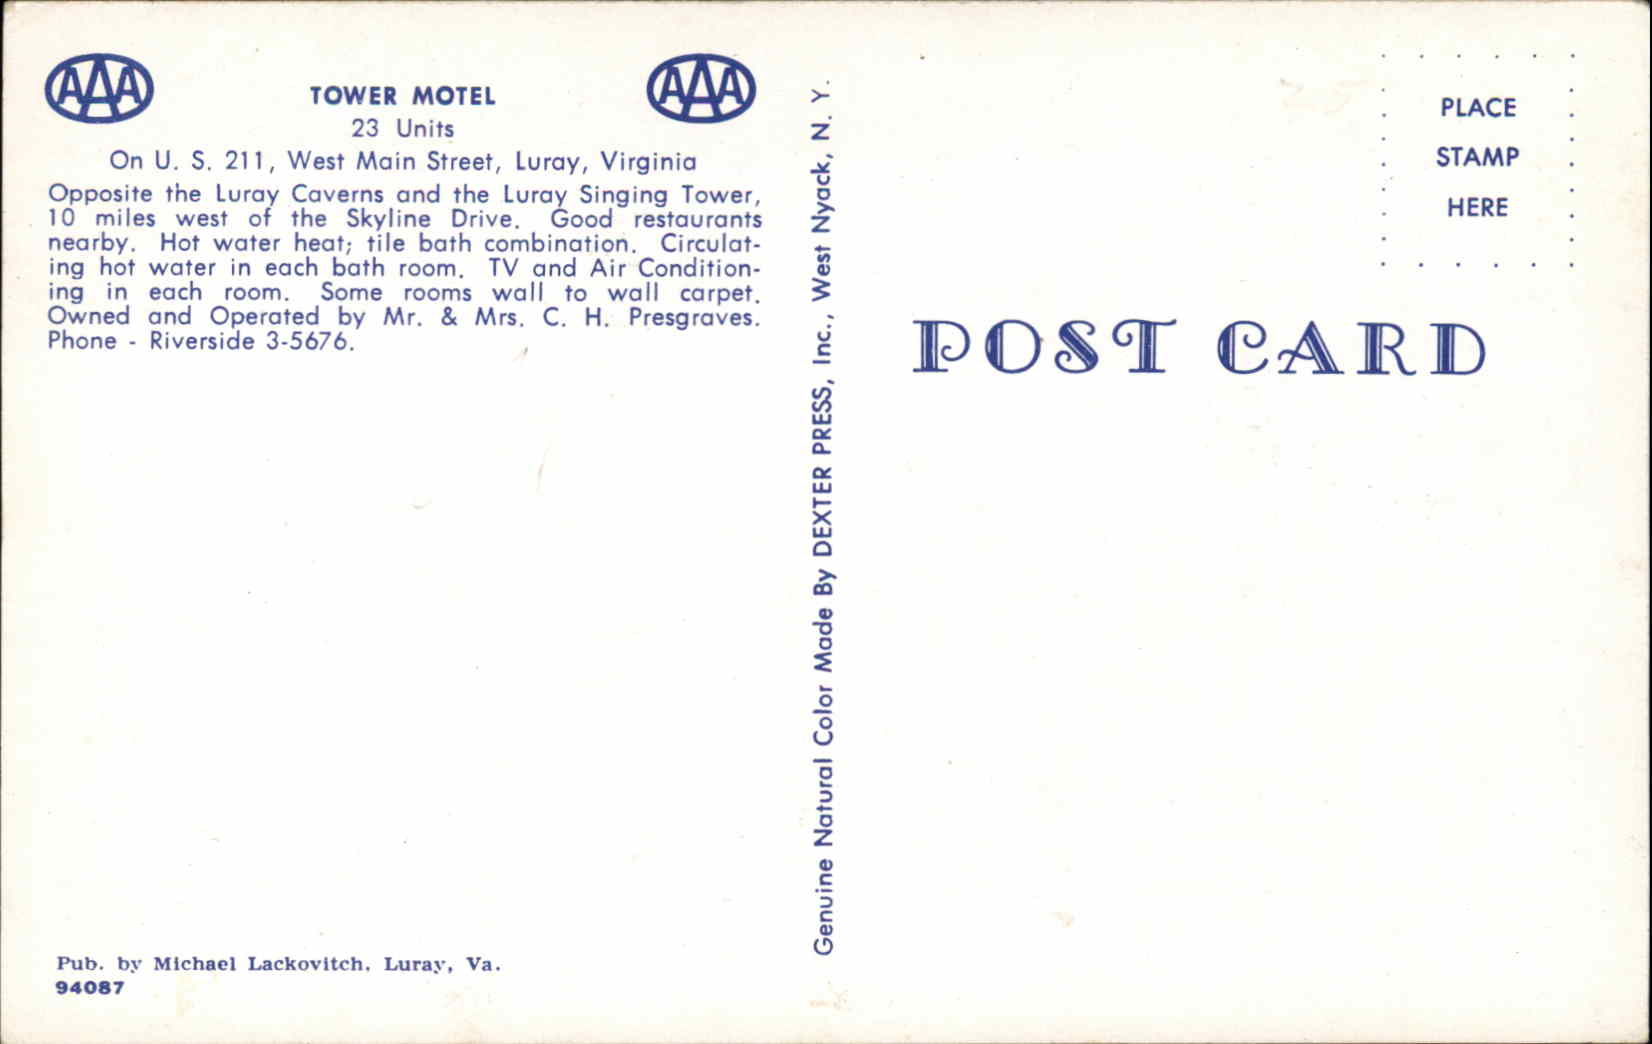 AAA
AAA
TOWER MOTEL
23 Units
On U. S. 211, West Main Street, Luray, Virginia
Opposite the Luray Caverns and the Luray Singing Tower,
10 miles west of the Skyline Drive. Good restaurants
nearby. Hot water heat; tile bath combination. Circulat-
ing hot water in each bath room. TV and Air Condition-
ing in each room. Some rooms wall to wall carpet.
Owned and Operated by Mr. & Mrs. C. H. Presgraves.
Phone - Riverside 3-5676.
Pub. by Michael Lackovitch, Luray, Va.
94087
Genuine Natural Color Made By DEXTER PRESS, Inc., West Nyack, N. Y.
PLACE
STAMP
HERE
POST CARD